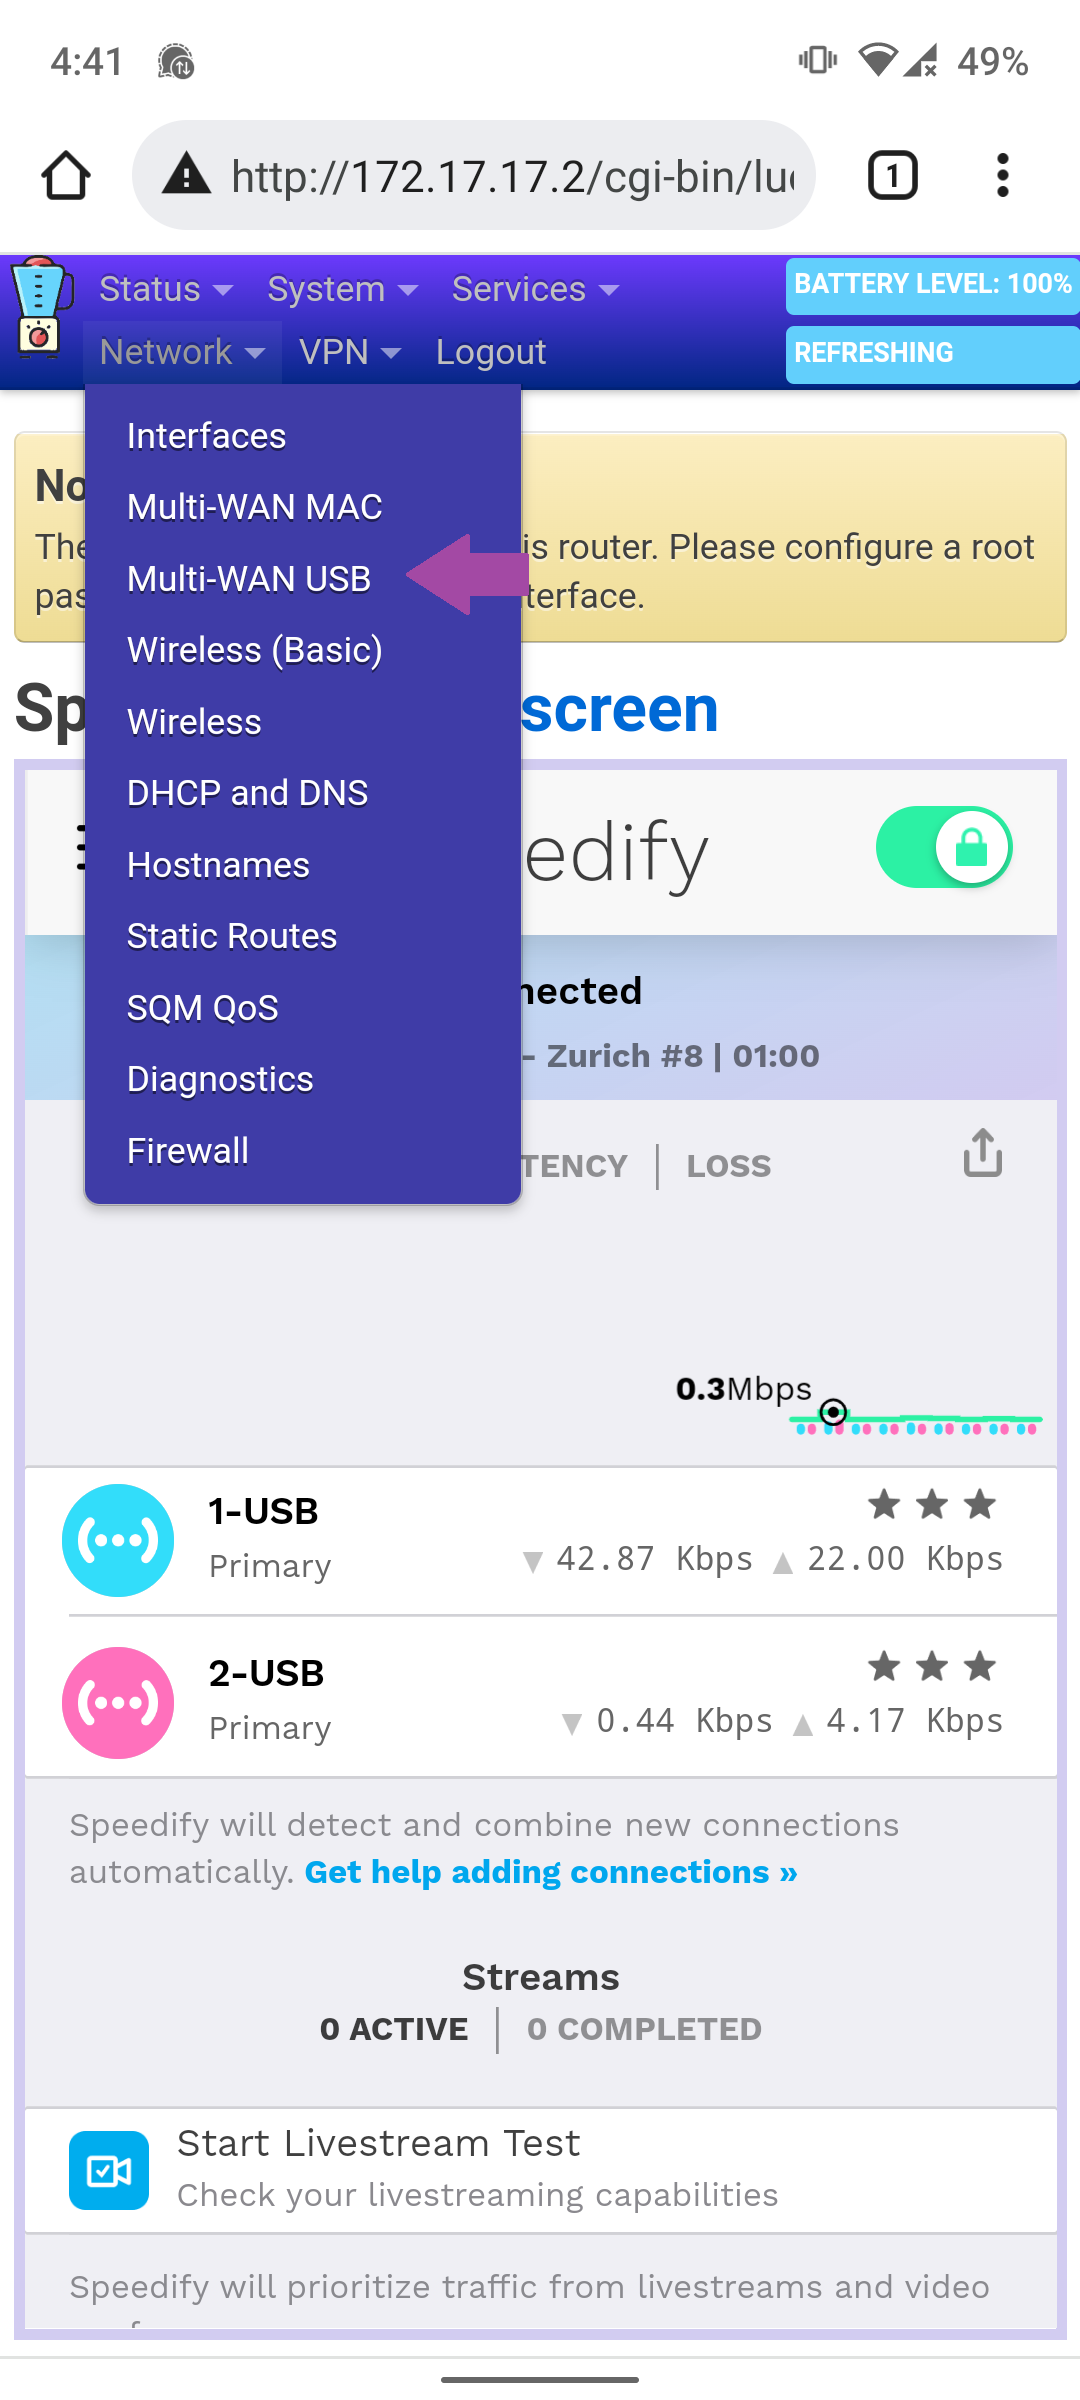 4:41 49%
http://172.17.17.2/cgi-bin/lu
1
Status System Services
BATTERY LEVEL: 100%
Network VPN Logout
REFRESHING
Interfaces
Multi-WAN MAC
Multi-WAN USB
Wireless (Basic)
Wireless
DHCP and DNS
Hostnames
Static Routes
SQM QoS
Diagnostics
Firewall
No
The is router. Please configure a root
pas terface.
Sp screen
edify
nected
- Zurich #8 | 01:00
TENCY | LOSS
0.3Mbps
1-USB
Primary
▼ 42.87 Kbps ▲ 22.00 Kbps
2-USB
Primary
▼ 0.44 Kbps ▲ 4.17 Kbps
Speedify will detect and combine new connections
automatically. Get help adding connections »
Streams
0 ACTIVE | 0 COMPLETED
Start Livestream Test
Check your livestreaming capabilities
Speedify will prioritize traffic from livestreams and video